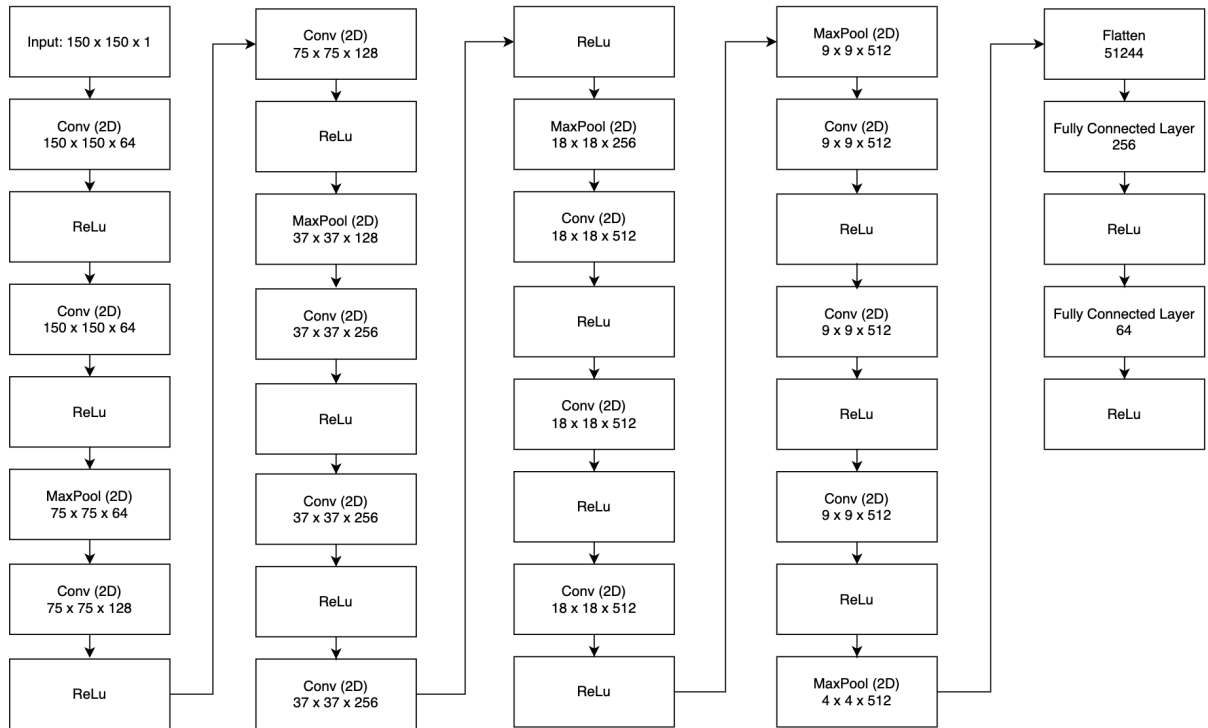 Input: 150 x 150 x 1
Conv (2D)
150 x 150 x 64
ReLu
Conv (2D)
150 x 150 x 64
ReLu
MaxPool (2D)
75 x 75 x 64
Conv (2D)
75 x 75 x 128
ReLu
Conv (2D)
75 x 75 x 128
ReLu
MaxPool (2D)
37 x 37 x 128
Conv (2D)
37 x 37 x 256
ReLu
Conv (2D)
37 x 37 x 256
ReLu
Conv (2D)
37 x 37 x 256
ReLu
MaxPool (2D)
18 x 18 x 256
Conv (2D)
18 x 18 x 512
ReLu
Conv (2D)
18 x 18 x 512
ReLu
Conv (2D)
18 x 18 x 512
ReLu
MaxPool (2D)
9 x 9 x 512
Conv (2D)
9 x 9 x 512
ReLu
Conv (2D)
9 x 9 x 512
ReLu
Conv (2D)
9 x 9 x 512
ReLu
MaxPool (2D)
4 x 4 x 512
Flatten
51244
Fully Connected Layer
256
ReLu
Fully Connected Layer
64
ReLu